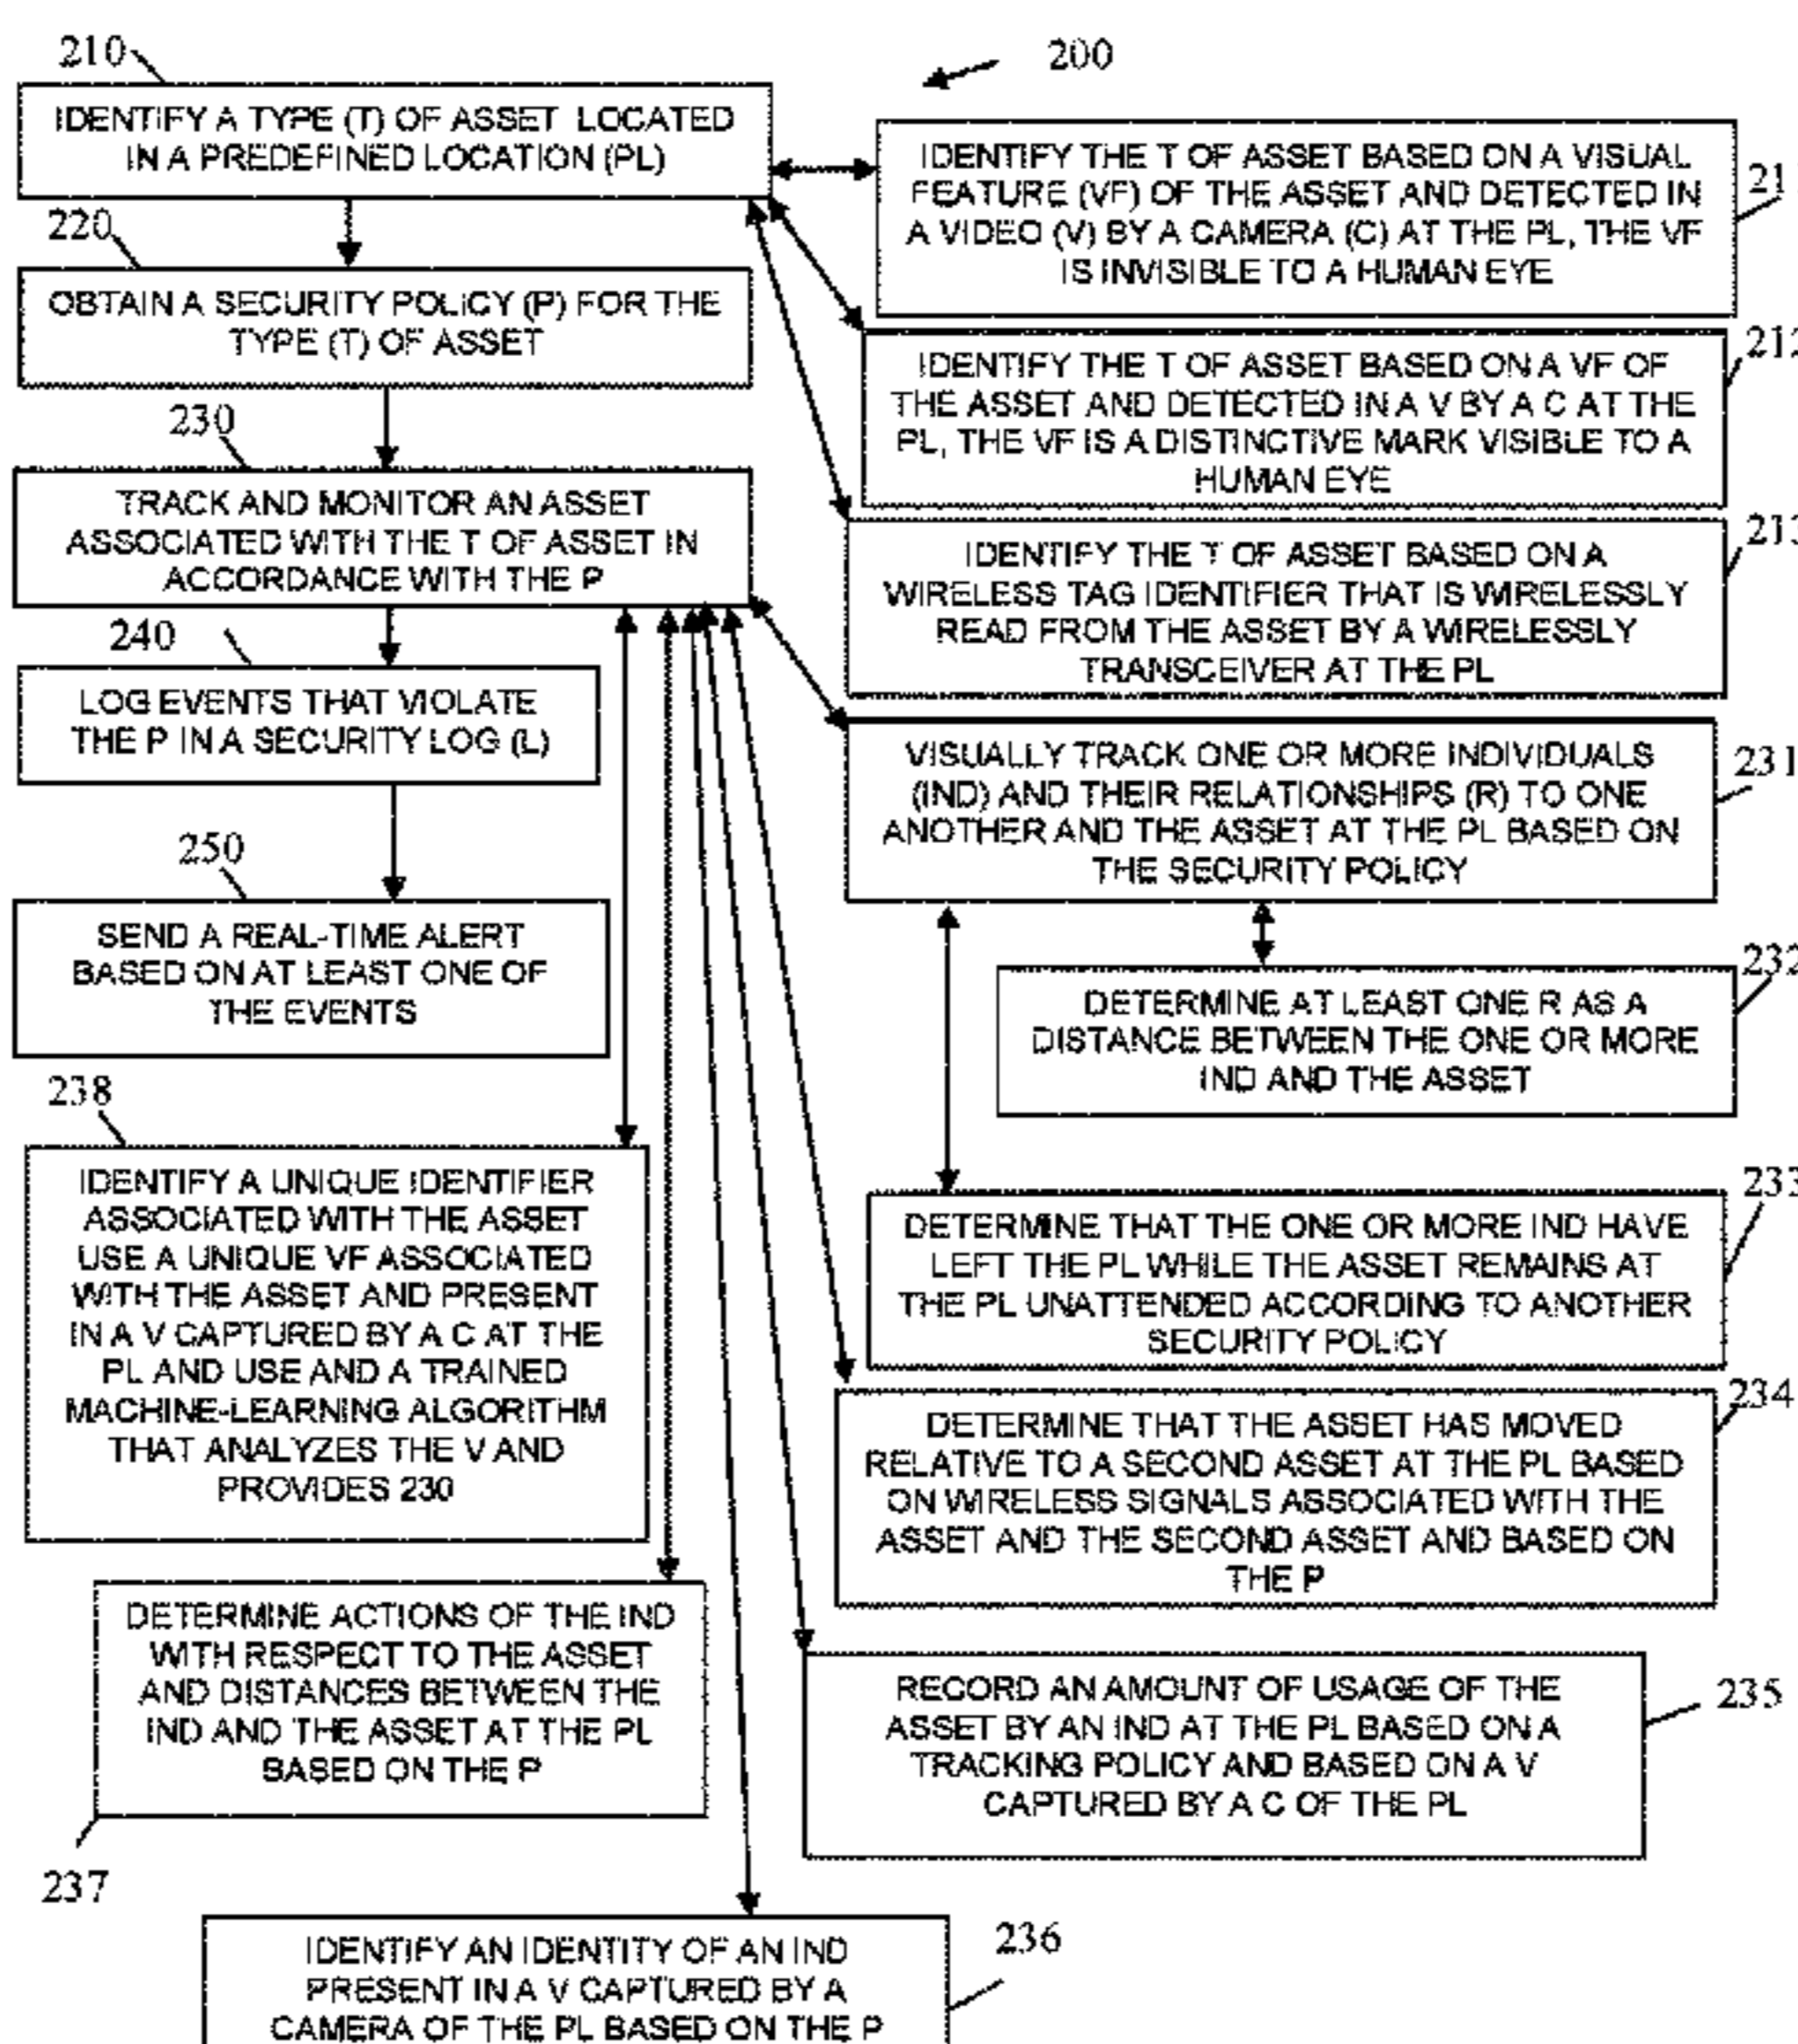 210
200
IDENTIFY A TYPE (T) OF ASSET LOCATED
IN A PREDEFINED LOCATION (PL)
220
OBTAIN A SECURITY POLICY (P) FOR THE
TYPE (T) OF ASSET
230
TRACK AND MONITOR AN ASSET
ASSOCIATED WITH THE T OF ASSET IN
ACCORDANCE WITH THE P
240
LOG EVENTS THAT VIOLATE
THE P IN A SECURITY LOG (L)
250
SEND A REAL-TIME ALERT
BASED ON AT LEAST ONE OF
THE EVENTS
IDENTIFY THE T OF ASSET BASED ON A VISUAL
FEATURE (VF) OF THE ASSET AND DETECTED IN
A VIDEO (V) BY A CAMERA (C) AT THE PL, THE VF
IS INVISIBLE TO A HUMAN EYE
21
IDENTIFY THE T OF ASSET BASED ON A VF OF
THE ASSET AND DETECTED IN A V BY A C AT THE
PL, THE VF IS A DISTINCTIVE MARK VISIBLE TO A
HUMAN EYE
212
IDENTIFY THE T OF ASSET BASED ON A
WIRELESS TAG IDENTIFIER THAT IS WIRELESSLY
READ FROM THE ASSET BY A WIRELESSLY
TRANSCEIVER AT THE PL
213
VISUALLY TRACK ONE OR MORE INDIVIDUALS
(IND) AND THEIR RELATIONSHIPS (R) TO ONE
ANOTHER AND THE ASSET AT THE PL BASED ON
THE SECURITY POLICY
231
DETERMINE AT LEAST ONE R AS A
DISTANCE BETWEEN THE ONE OR MORE
IND AND THE ASSET
232
DETERMINE THAT THE ONE OR MORE IND HAVE
LEFT THE PL WHILE THE ASSET REMAINS AT
THE PL UNATTENDED ACCORDING TO ANOTHER
SECURITY POLICY
233
DETERMINE THAT THE ASSET HAS MOVED
RELATIVE TO A SECOND ASSET AT THE PL BASED
ON WIRELESS SIGNALS ASSOCIATED WITH THE
ASSET AND THE SECOND ASSET AND BASED ON
THE P
234
RECORD AN AMOUNT OF USAGE OF THE
ASSET BY AN IND AT THE PL BASED ON A
TRACKING POLICY AND BASED ON A V
CAPTURED BY A C OF THE PL
235
238
IDENTIFY A UNIQUE IDENTIFIER
ASSOCIATED WITH THE ASSET
USE A UNIQUE VF ASSOCIATED
WITH THE ASSET AND PRESENT
IN A V CAPTURED BY A C AT THE
PL AND USE AND A TRAINED
MACHINE-LEARNING ALGORITHM
THAT ANALYZES THE V AND
PROVIDES 230
DETERMINE ACTIONS OF THE IND
WITH RESPECT TO THE ASSET
AND DISTANCES BETWEEN THE
IND AND THE ASSET AT THE PL
BASED ON THE P
237
IDENTIFY AN IDENTITY OF AN IND
PRESENT IN A V CAPTURED BY A
CAMERA OF THE PL BASED ON THE P
236